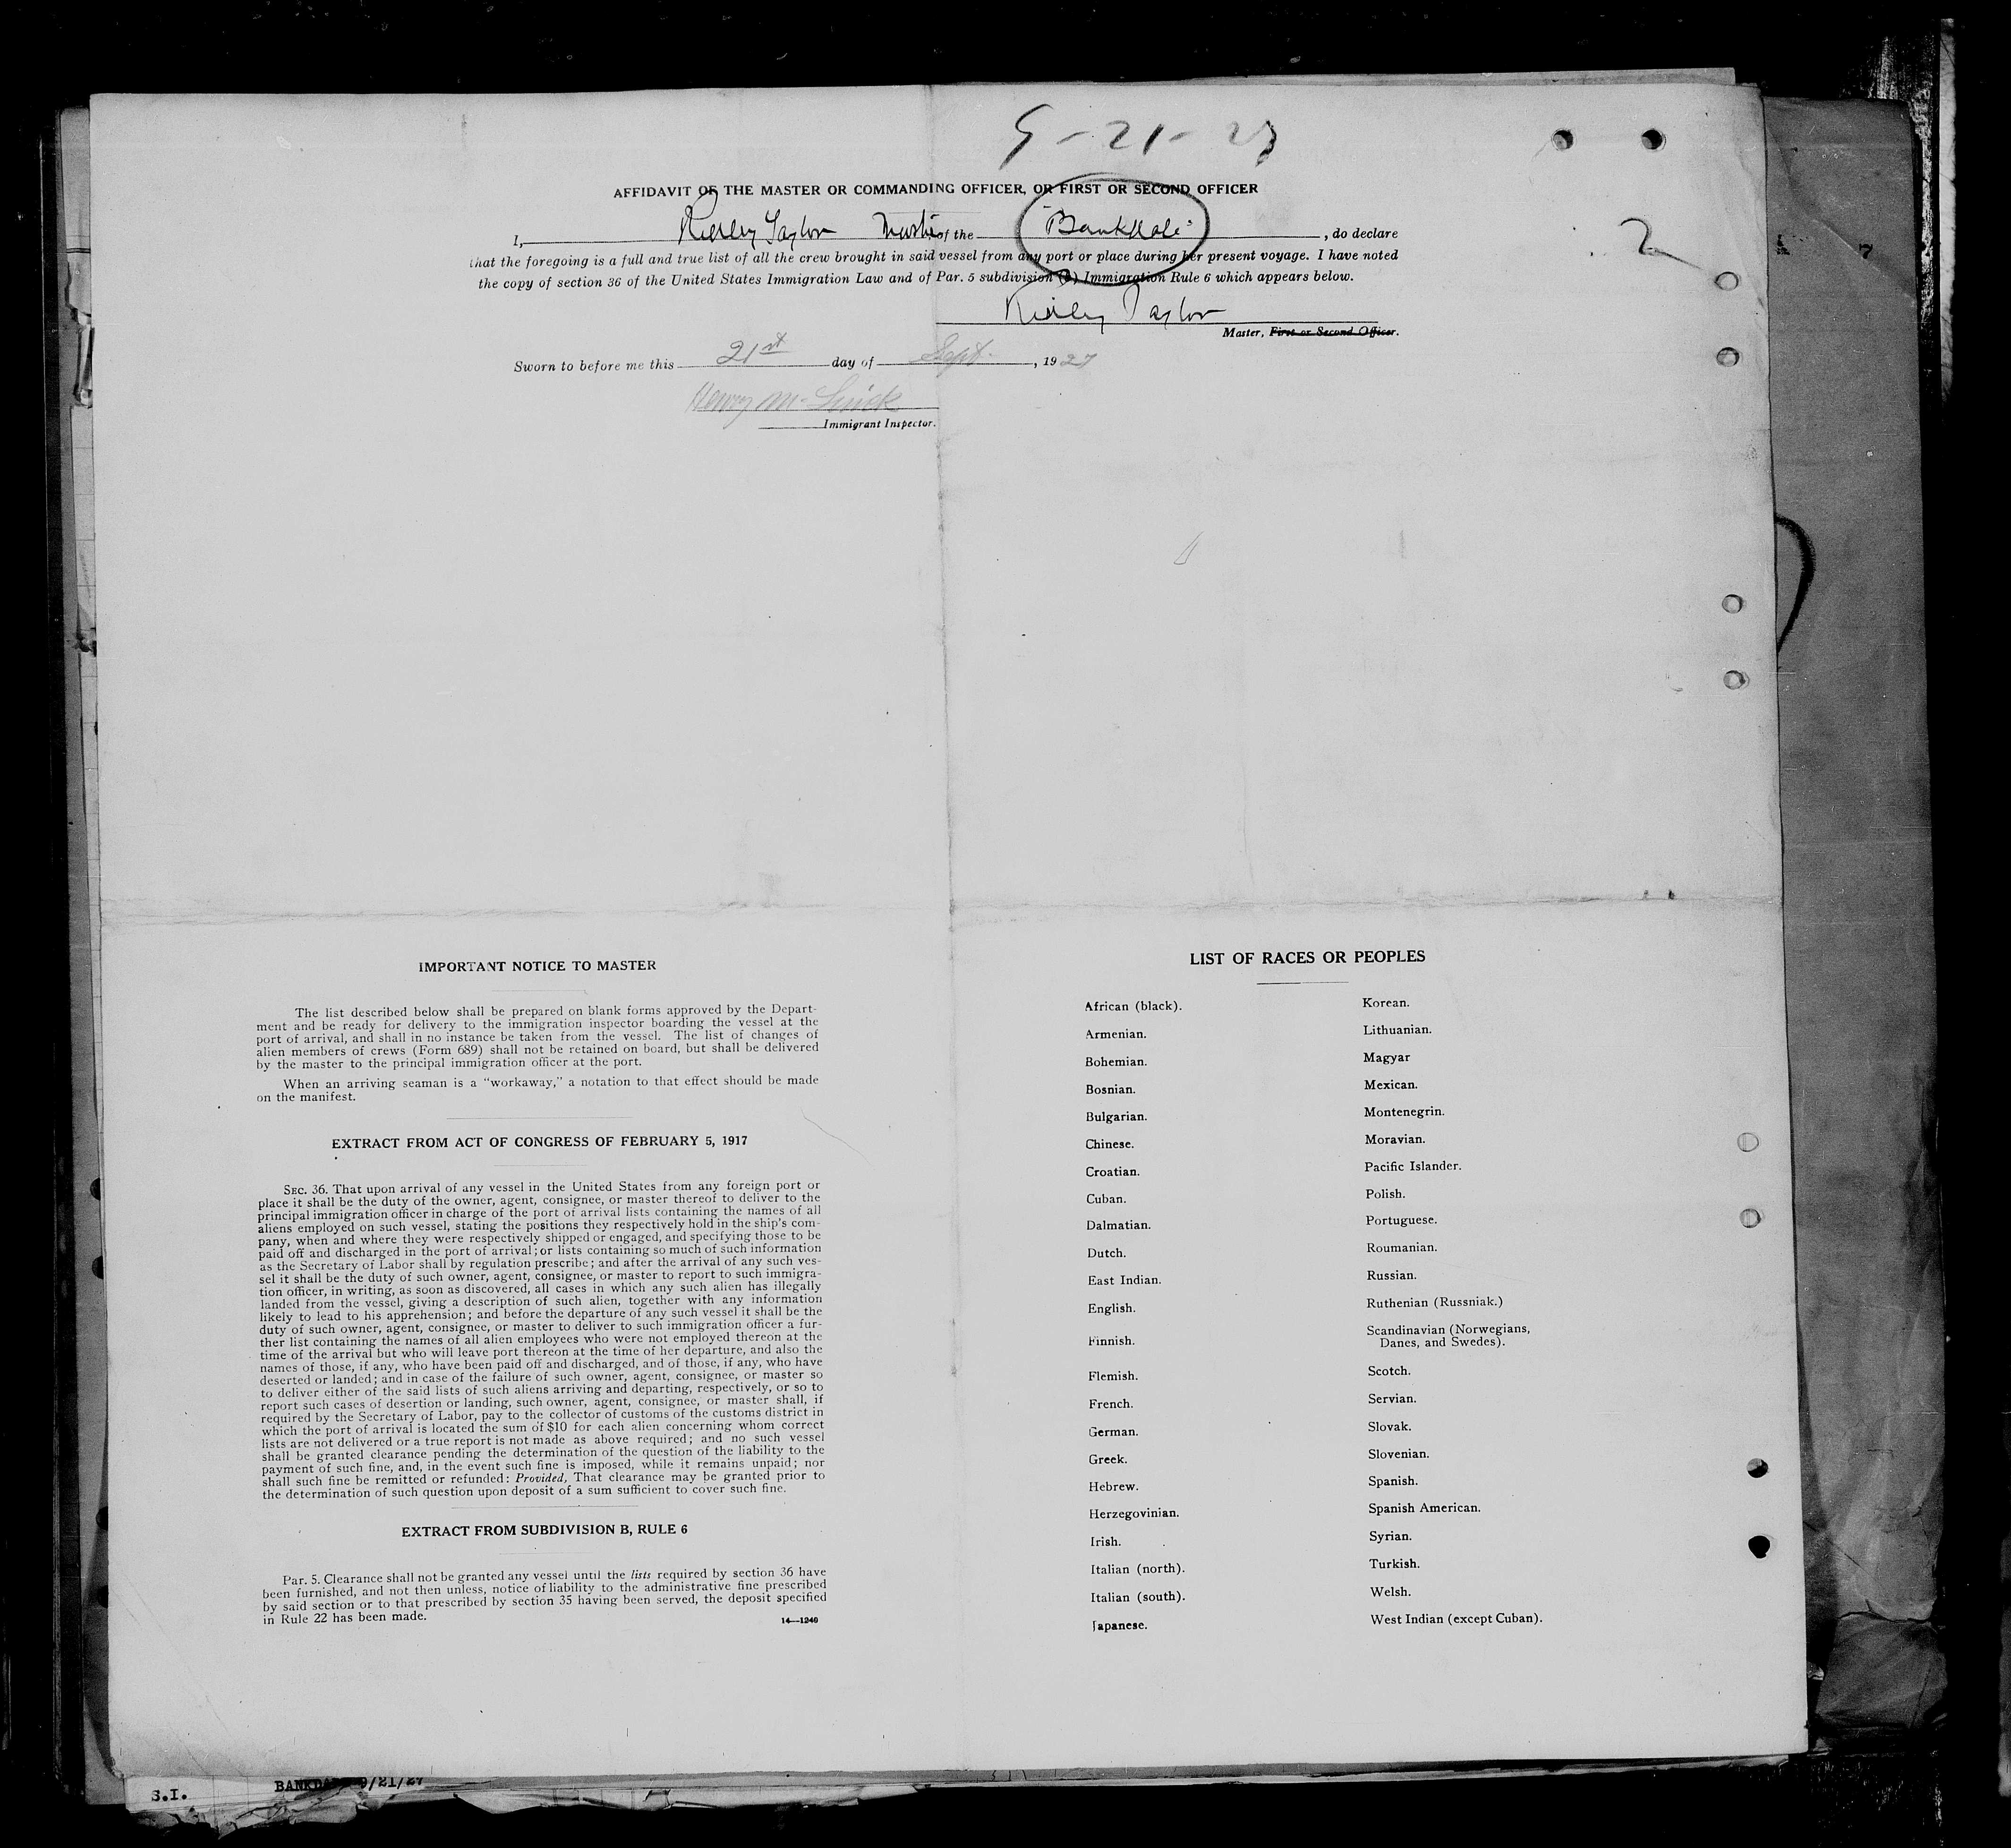 9-21-27
AFFIDAVIT OF THE MASTER OR COMMANDING OFFICER, OR FIRST OR SECOND OFFICER
I, Ridley Taylor Master of the "Bankdale", do declare
that the foregoing is a full and true list of all the crew brought in said vessel from any port or place during her present voyage. I have noted
the copy of section 36 of the United States Immigration Law and of Par. 5 subdivision (B) Immigration Rule 6 which appears below.
2
7
Ridley Taylor
Master, First or Second Officer.
Sworn to before me this 21st day of Sept., 1927
Henry M.
Immigrant Inspector.
IMPORTANT NOTICE TO MASTER
The list described below shall be prepared on blank forms approved by the Depart-
ment and be ready for delivery to the immigration inspector boarding the vessel at the
port of arrival, and shall in no instance be taken from the vessel. The list of changes of
alien members of crews (Form 689) shall not be retained on board, but shall be delivered
by the master to the principal immigration officer at the port.
When an arriving seaman is a "workaway," a notation to that effect should be made
on the manifest.
EXTRACT FROM ACT OF CONGRESS OF FEBRUARY 5, 1917
SEC. 36. That upon arrival of any vessel in the United States from any foreign port or
place it shall be the duty of the owner, agent, consignee, or master thereof to deliver to the
principal immigration officer in charge of the port of arrival lists containing the names of all
aliens employed on such vessel, stating the positions they respectively hold in the ship's com-
pany, when and where they were respectively shipped or engaged, and specifying those to be
paid off and discharged in the port of arrival; or lists containing so much of such information
as the Secretary of Labor shall by regulation prescribe; and after the arrival of any such ves-
sel it shall be the duty of such owner, agent, consignee, or master to report to such immigra-
tion officer, in writing, as soon as discovered, all cases in which any such alien has illegally
landed from the vessel, giving a description of such alien, together with any information
likely to lead to his apprehension; and before the departure of any such vessel it shall be the
duty of such owner, agent, consignee, or master to deliver to such immigration officer a fur-
ther list containing the names of all alien employees who were not employed thereon at the
time of the arrival but who will leave port thereon at the time of her departure, and also the
names of those, if any, who have been paid off and discharged, and of those, if any, who have
deserted or landed; and in case of the failure of such owner, agent, consignee, or master so
to deliver either of the said lists of such aliens arriving and departing, respectively, or so to
report such cases of desertion or landing, such owner, agent, consignee, or master shall, if
required by the Secretary of Labor, pay to the collector of customs of the customs district in
which the port of arrival is located the sum of $10 for each alien concerning whom correct
lists are not delivered or a true report is not made as above required; and no such vessel
shall be granted clearance pending the determination of the question of the liability to the
payment of such fine, and, in the event such fine is imposed, while it remains unpaid; nor
shall such fine be remitted or refunded: Provided, That clearance may be granted prior to
the determination of such question upon deposit of a sum sufficient to cover such fine.
EXTRACT FROM SUBDIVISION B, RULE 6
Par. 5. Clearance shall not be granted any vessel until the lists required by section 36 have
been furnished, and not then unless, notice of liability to the administrative fine prescribed
by said section or to that prescribed by section 35 having been served, the deposit specified
in Rule 22 has been made.
14—1240
LIST OF RACES OR PEOPLES
African (black).
Armenian.
Bohemian.
Bosnian.
Bulgarian.
Chinese.
Croatian.
Cuban.
Dalmatian.
Dutch.
East Indian.
English.
Finnish.
Flemish.
French.
German.
Greek.
Hebrew.
Herzegovinian.
Irish.
Italian (north).
Italian (south).
Japanese.
Korean.
Lithuanian.
Magyar
Mexican.
Montenegrin.
Moravian.
Pacific Islander.
Polish.
Portuguese.
Roumanian.
Russian.
Ruthenian (Russniak.)
Scandinavian (Norwegians,
Danes, and Swedes).
Scotch.
Servian.
Slovak.
Slovenian.
Spanish.
Spanish American.
Syrian.
Turkish.
Welsh.
West Indian (except Cuban).
S.I. BANKDALE 9/21/27